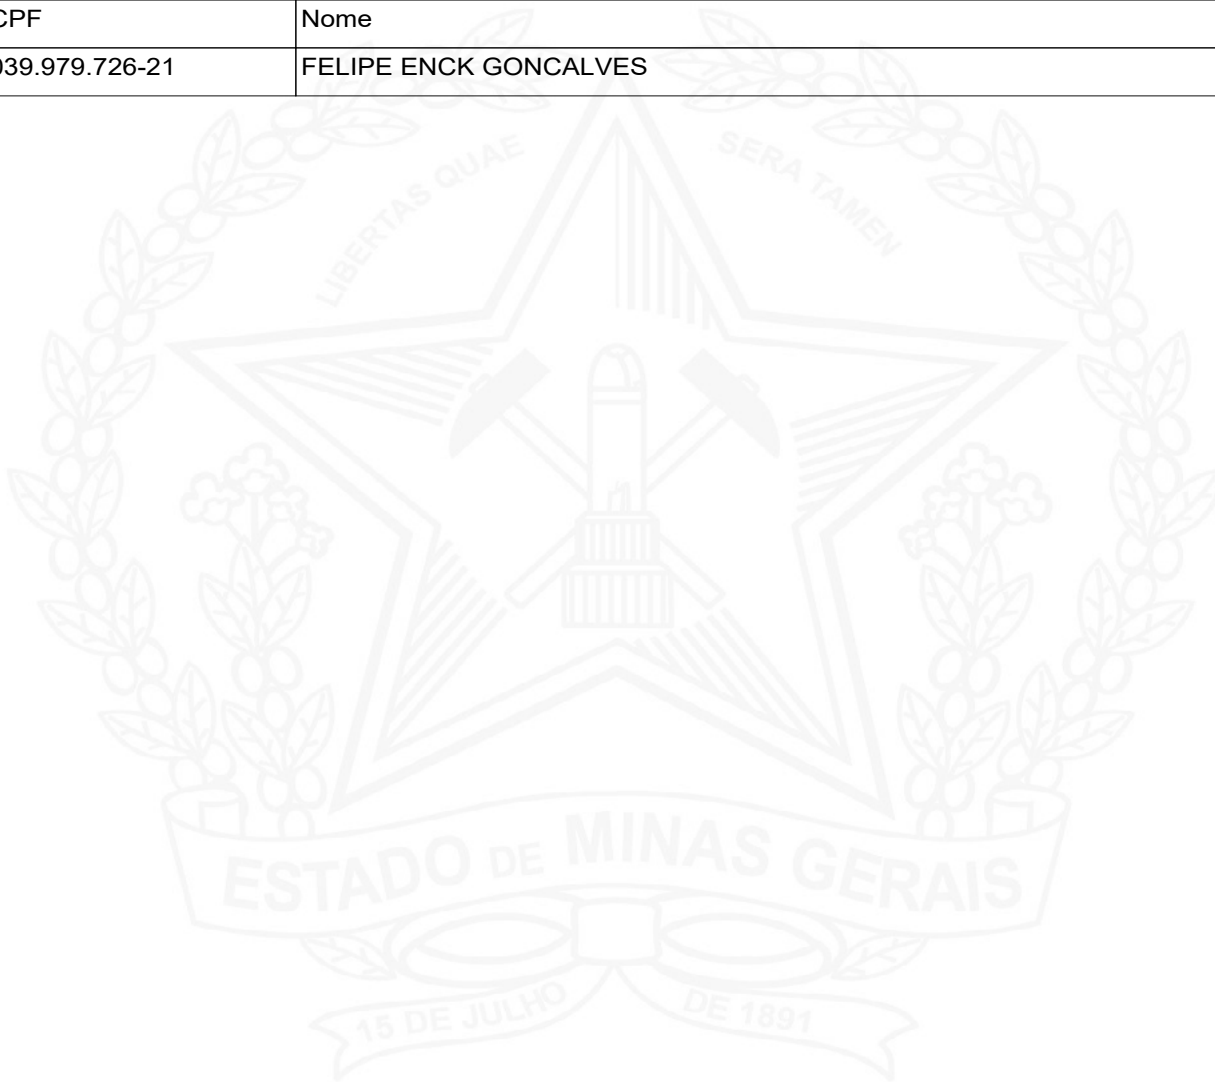 CPF Nome
039.979.726-21 FELIPE ENCK GONCALVES
LIBERTAS QUAE SERA TAMEN
ESTADO DE MINAS GERAIS
15 DE JULHO DE 1891